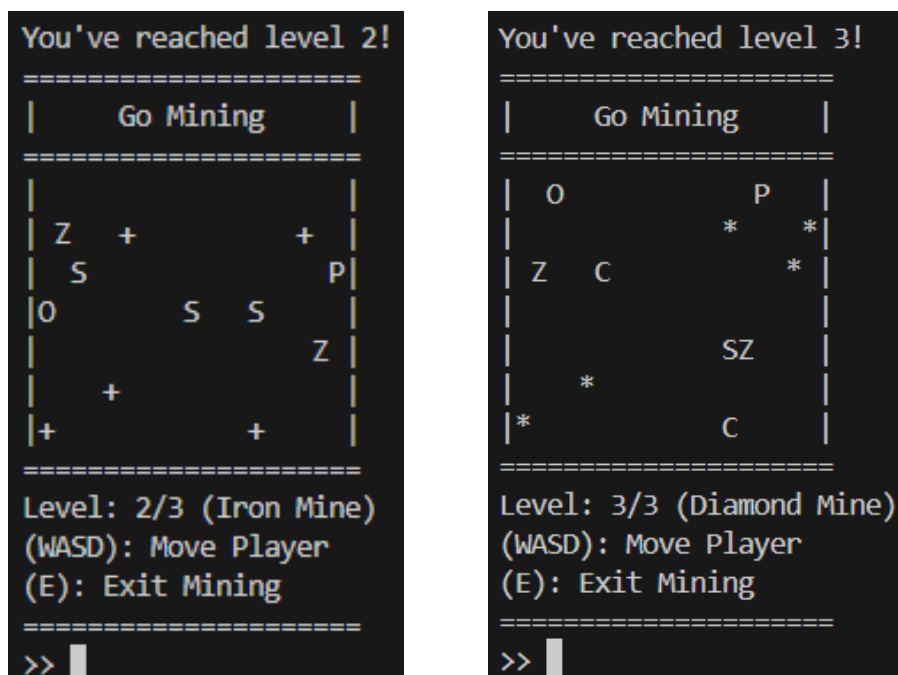 You've reached level 2!
=====================
|     Go Mining     |
=====================
|                   |
| Z   +          +  |
|  S               P|
|O        S   S     |
|                 Z |
|    +              |
|+            +     |
=====================
Level: 2/3 (Iron Mine)
(WASD): Move Player
(E): Exit Mining
=====================
>>
You've reached level 3!
=====================
|     Go Mining     |
=====================
|  O            P   |
|             *    *|
| Z   C           * |
|                   |
|             SZ    |
|    *              |
|*            C     |
=====================
Level: 3/3 (Diamond Mine)
(WASD): Move Player
(E): Exit Mining
=====================
>>